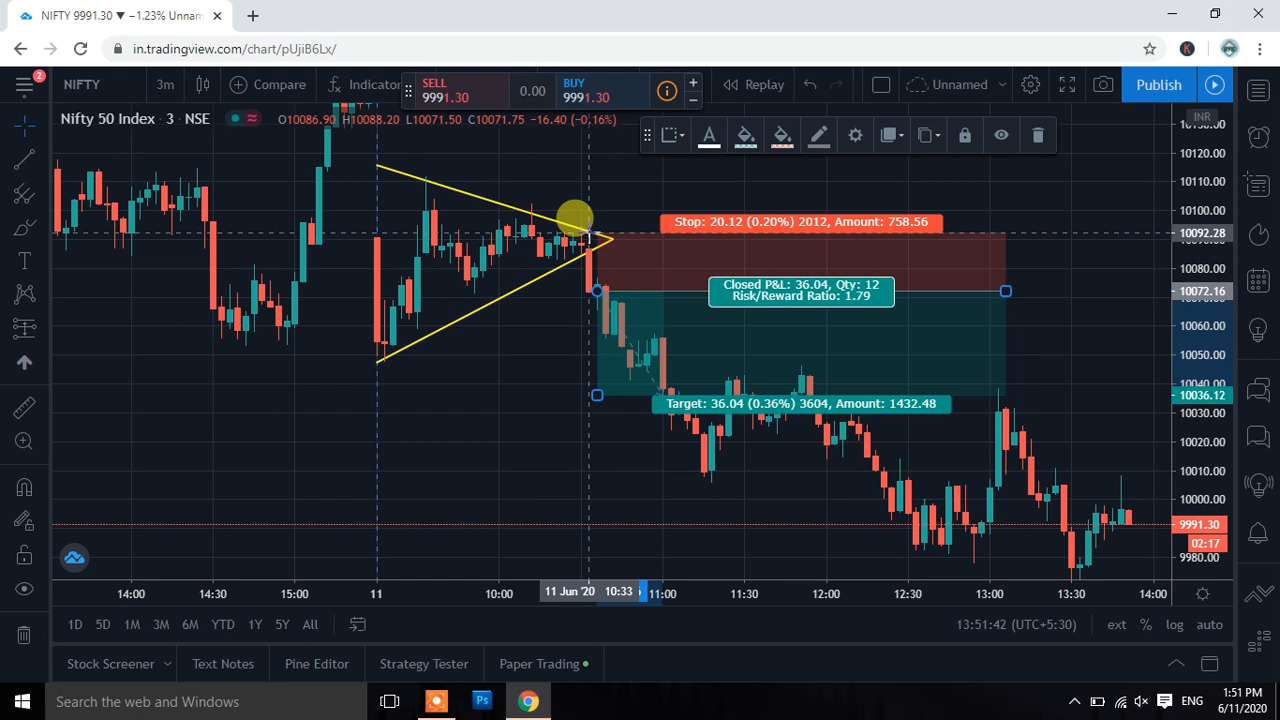 NIFTY 9991.30 ▼ −1.23% Unnam
in.tradingview.com/chart/pUjiB6Lx/
K
2
NIFTY 3m Compare Indicator
SELL 9991.30 0.00 BUY 9991.30
Replay Unnamed Publish
Nifty 50 Index · 3 · NSE O10086.90 H10088.20 L10071.50 C10071.75 −16.40 (−0.16%)
INR
10120.00
10110.00
10100.00
10092.28
10080.00
10072.16
10060.00
10050.00
10036.12
10030.00
10020.00
10010.00
10000.00
9991.30
02:17
9980.00
Stop: 20.12 (0.20%) 2012, Amount: 758.56
Closed P&L: 36.04, Qty: 12
Risk/Reward Ratio: 1.79
Target: 36.04 (0.36%) 3604, Amount: 1432.48
14:00 14:30 15:00 11 10:00 11 Jun '20 10:33 11:00 11:30 12:00 12:30 13:00 13:30 14:00
1D 5D 1M 3M 6M YTD 1Y 5Y All 13:51:42 (UTC+5:30) ext % log auto
Stock Screener Text Notes Pine Editor Strategy Tester Paper Trading
Search the web and Windows
Ps
ENG
1:51 PM
6/11/2020